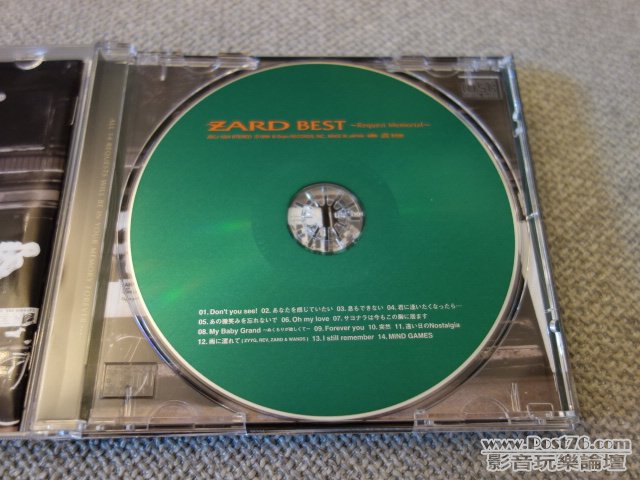 ZARD BEST ~Request Memorial~
01. Don't you see! 02. あなたを感じていたい 03. 息もできない 04. 君に逢いたくなったら…
05. あの微笑みを忘れないで 06. Oh my love 07. サヨナラは今もこの胸に居ます
08. My Baby Grand ~ぬくもりが欲しくて~ 09. Forever you 10. 突然 11. 遠い日のNostalgia
12. 雨に濡れて(ZYYG, REV, ZARD & WANDS) 13. I still remember 14. MIND GAMES
www.Post76.com
影音玩樂論壇